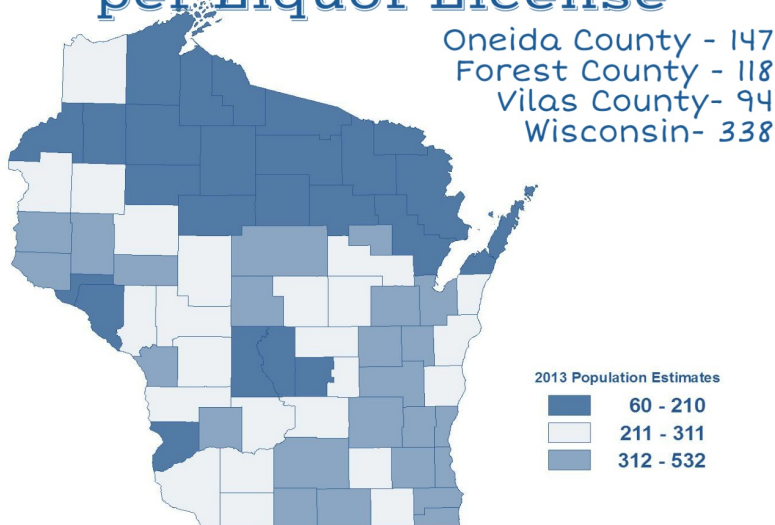 per Liquor License
Oneida County - 147
Forest County - 118
Vilas County- 94
Wisconsin- 338
2013 Population Estimates
60 - 210
211 - 311
312 - 532